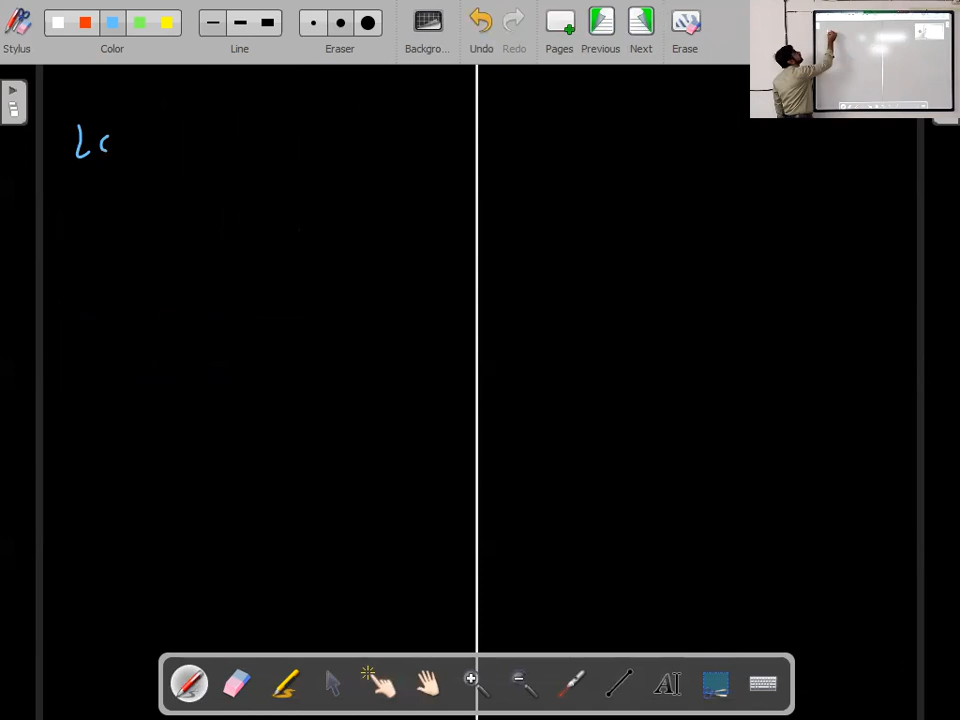 Stylus
Color
Line
Eraser
Backgro...
Undo
Redo
Pages
Previous
Next
Erase